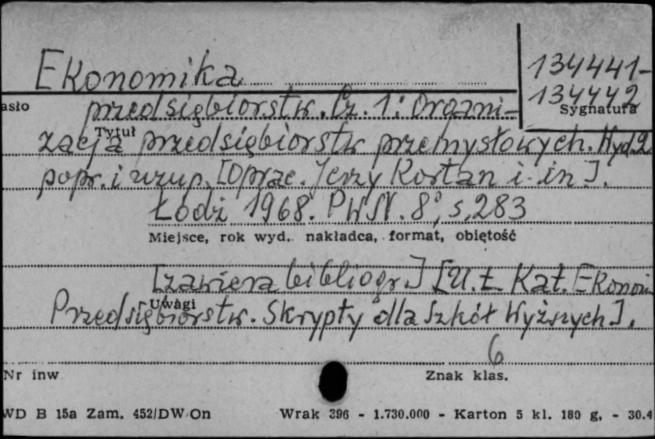 Ekonomika
134441-
134442
asło
Sygnatura
przedsiębiorstw. Cz. 1: Organi-
Tytuł
zacja przedsiębiorstw przemysłowych. Wyd. 2
popr. i uzup. [Oprac. Jerzy Kortan i in.].
Łódź 1968. PWN. 8°, s. 283
Miejsce, rok wyd. nakładca, format, objętość
[zawiera bibliogr.] [U.Ł. Kat. Ekonom.
Uwagi
Przedsiębiorstw. Skrypty dla Szkół Wyższych].
6
Nr inw
Znak klas.
WD B 15a Zam. 452/DW On Wrak 396 - 1.730.000 - Karton 5 kl. 180 g, - 30.4